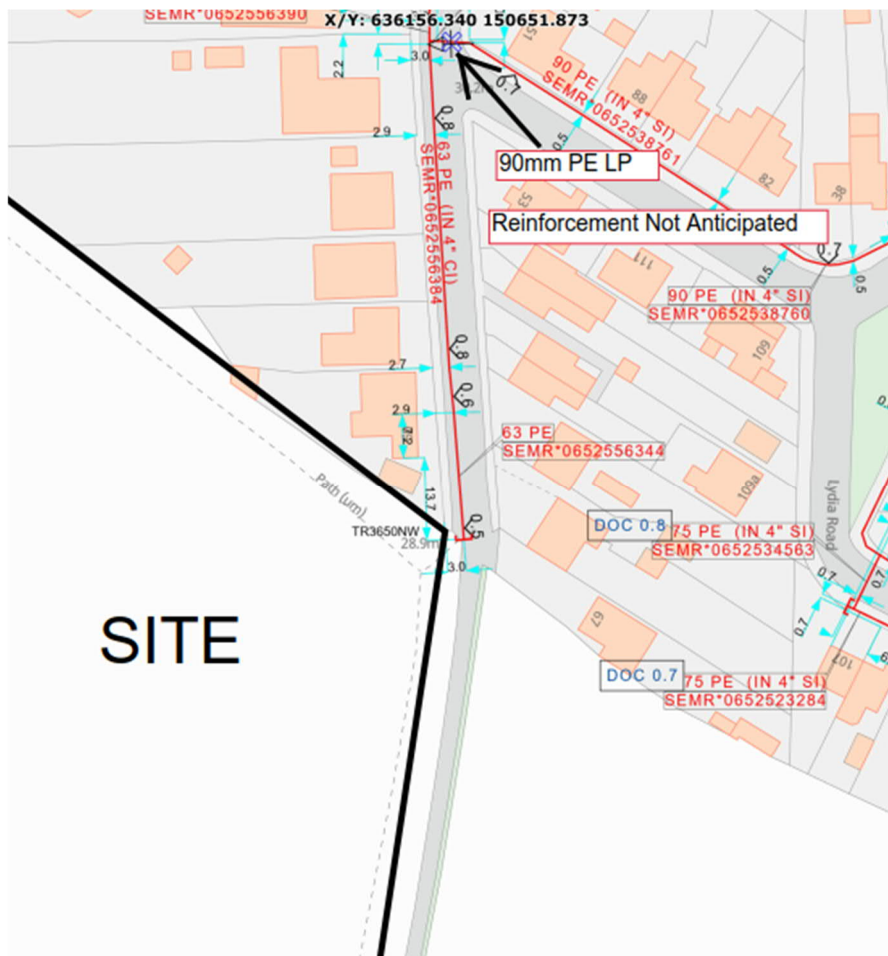 SEMR*0652556390
X/Y: 636156.340 150651.873
51
90 PE (IN 4" SI)
SEMR*0652538761
88
3.0
2.2
0.7
0.8
2.9
63 PE (IN 4" CI)
SEMR*0652556384
0.5
90mm PE LP
82
38
53
Reinforcement Not Anticipated
0.7
111
0.5
0.5
90 PE (IN 4" SI)
SEMR*0652538760
109
0.8
2.7
0.6
2.9
63 PE
SEMR*0652556344
Path (um)
13.7
109a
Lydia Road
TR3650NW
28.9m
0.5
DOC 0.8
75 PE (IN 4" SI)
SEMR*0652534563
3.0
0.7
0.7
0.7
SITE
67
107
DOC 0.7
75 PE (IN 4" SI)
SEMR*0652523284